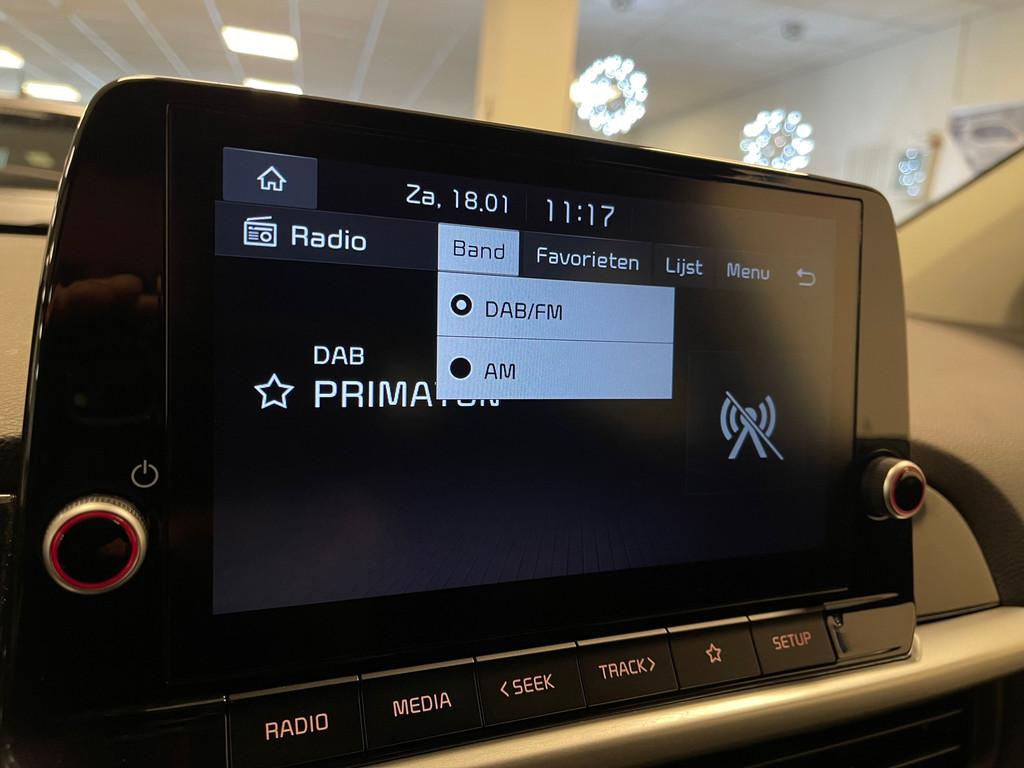 Za, 18.01 11:17
Radio Band Favorieten Lijst Menu
DAB/FM
AM
DAB
RADIO MEDIA <SEEK TRACK> SETUP